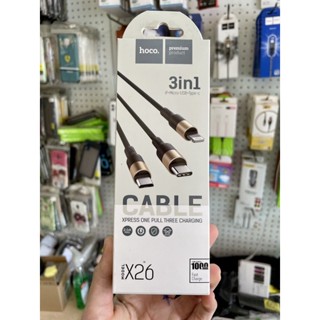 hoco.
premium
product
3in1
CABLE
XPRESS ONE PULL THREE CHARGING
MODEL
X26
1000